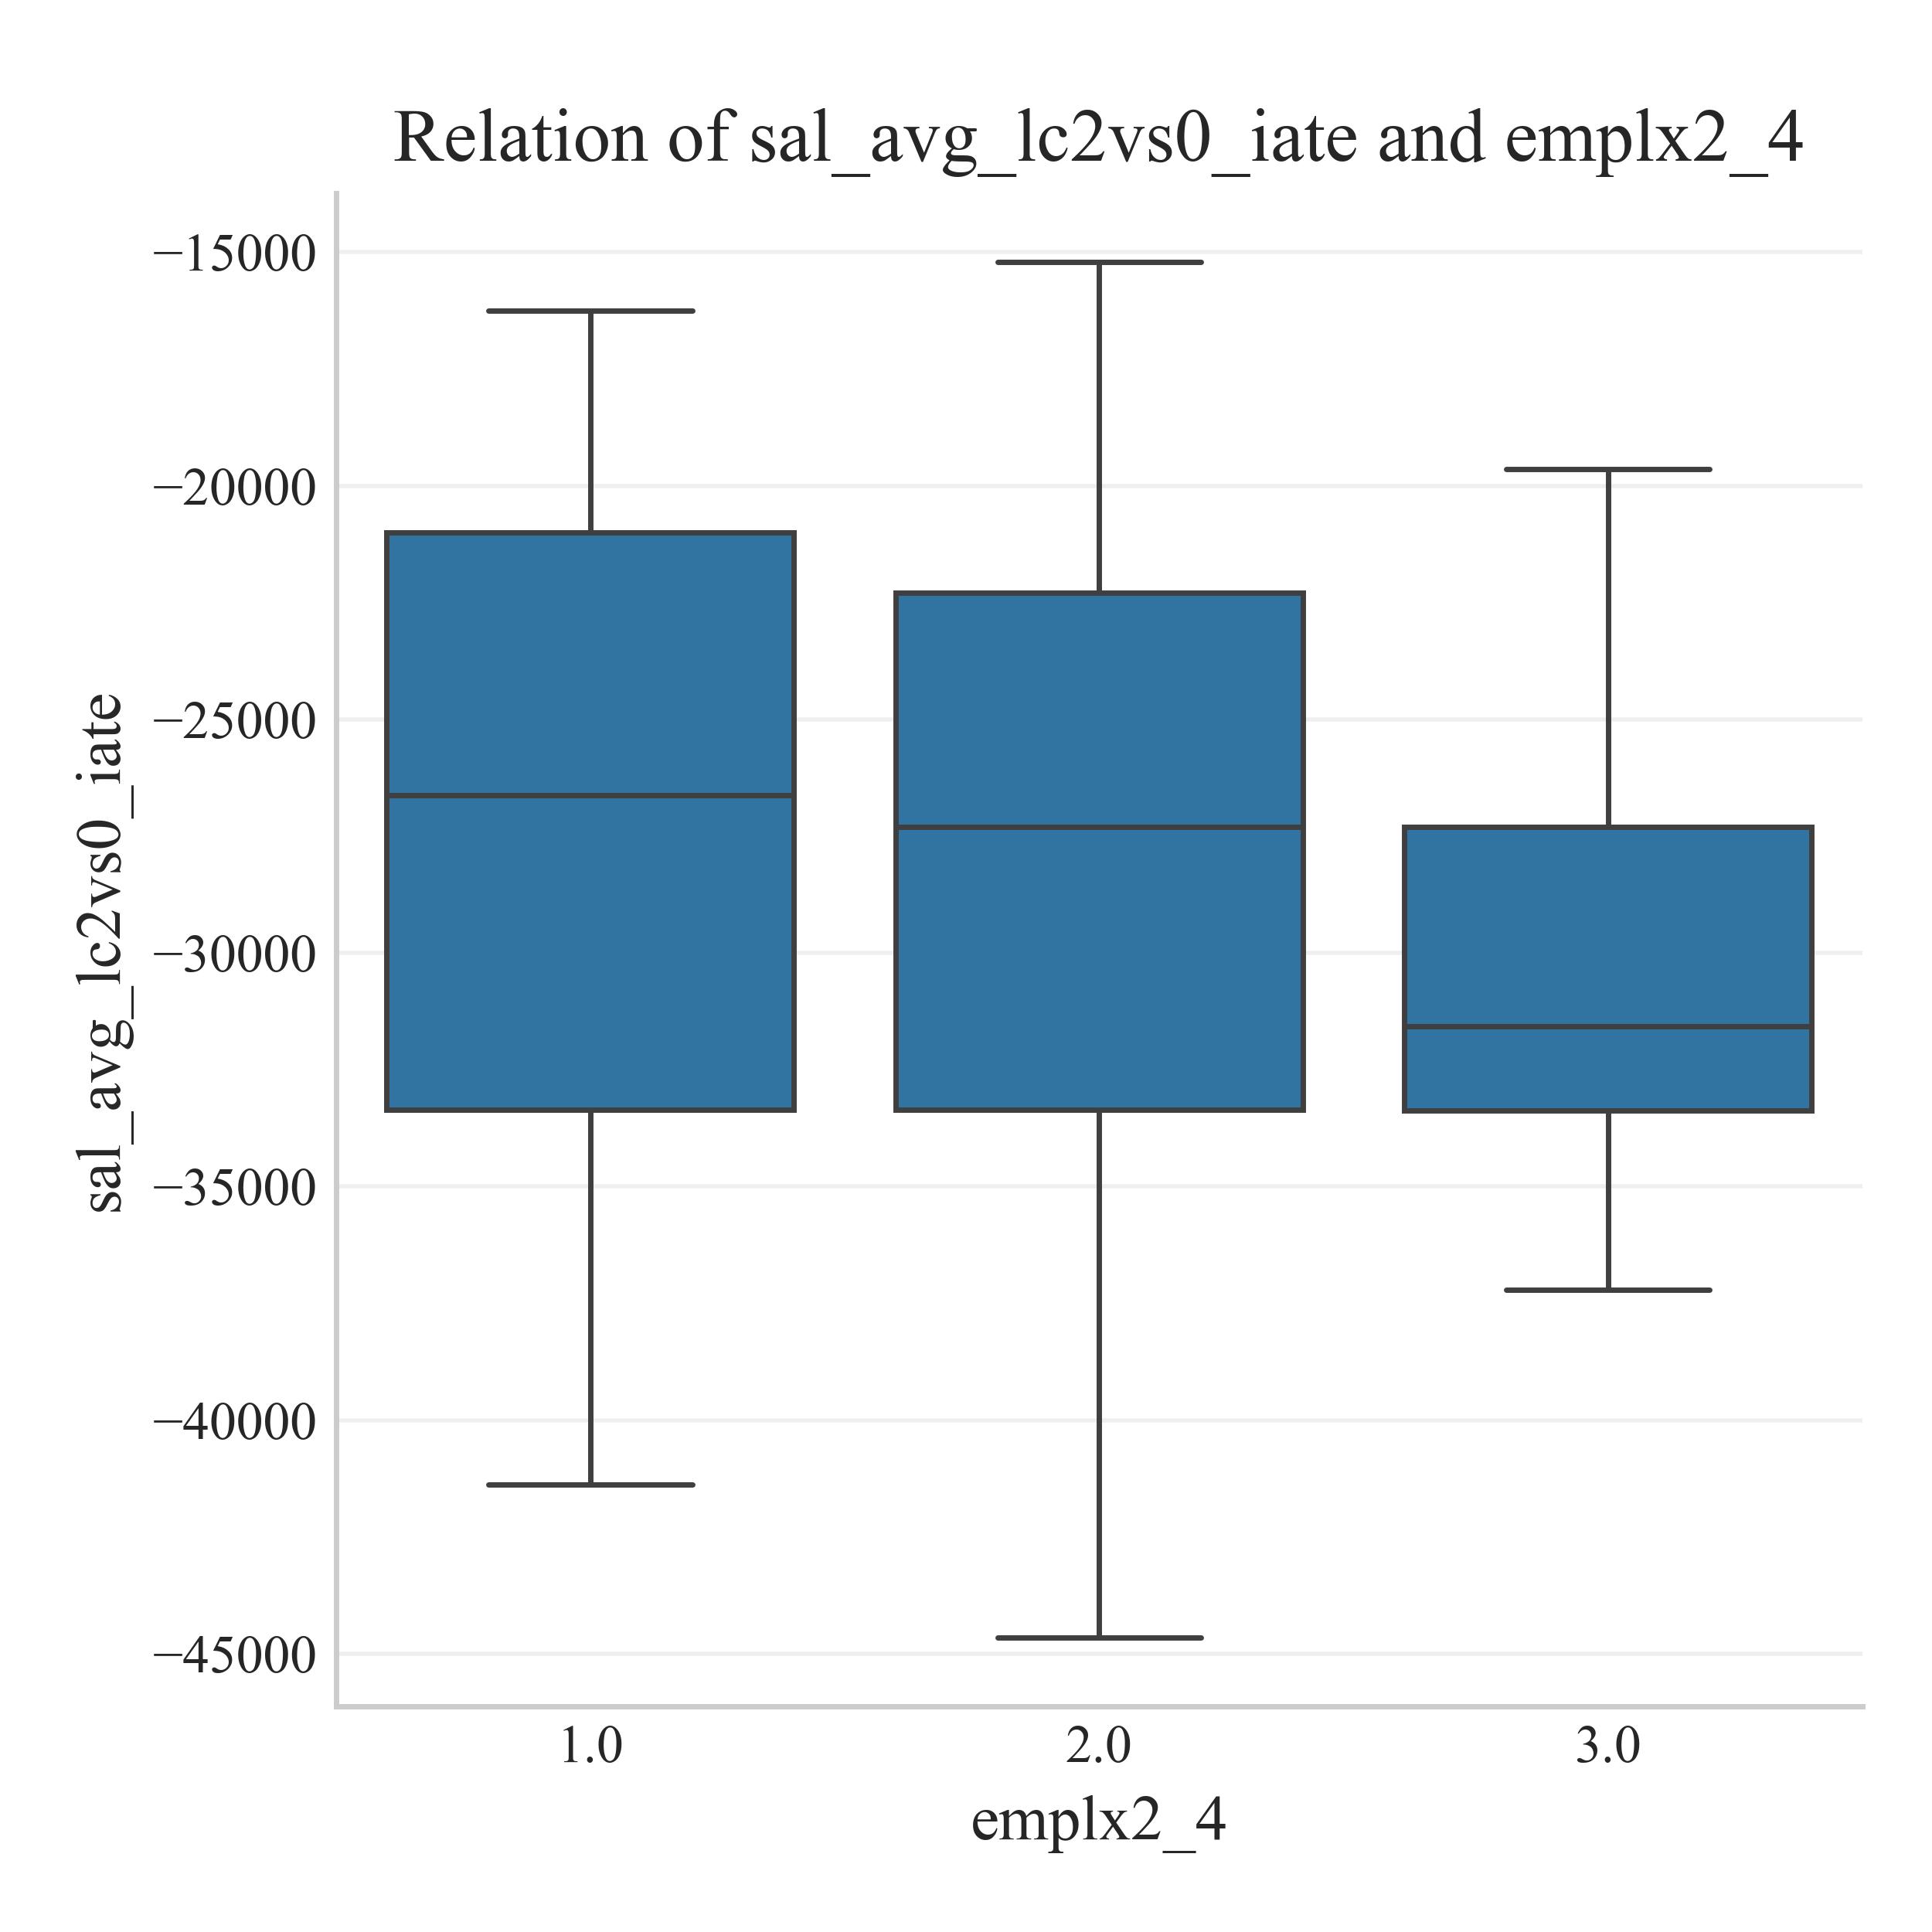 Relation of sal_avg_lc2vs0_iate and emplx2_4
−15000
−20000
−25000
−30000
−35000
−40000
−45000
sal_avg_lc2vs0_iate
1.0 2.0 3.0
emplx2_4